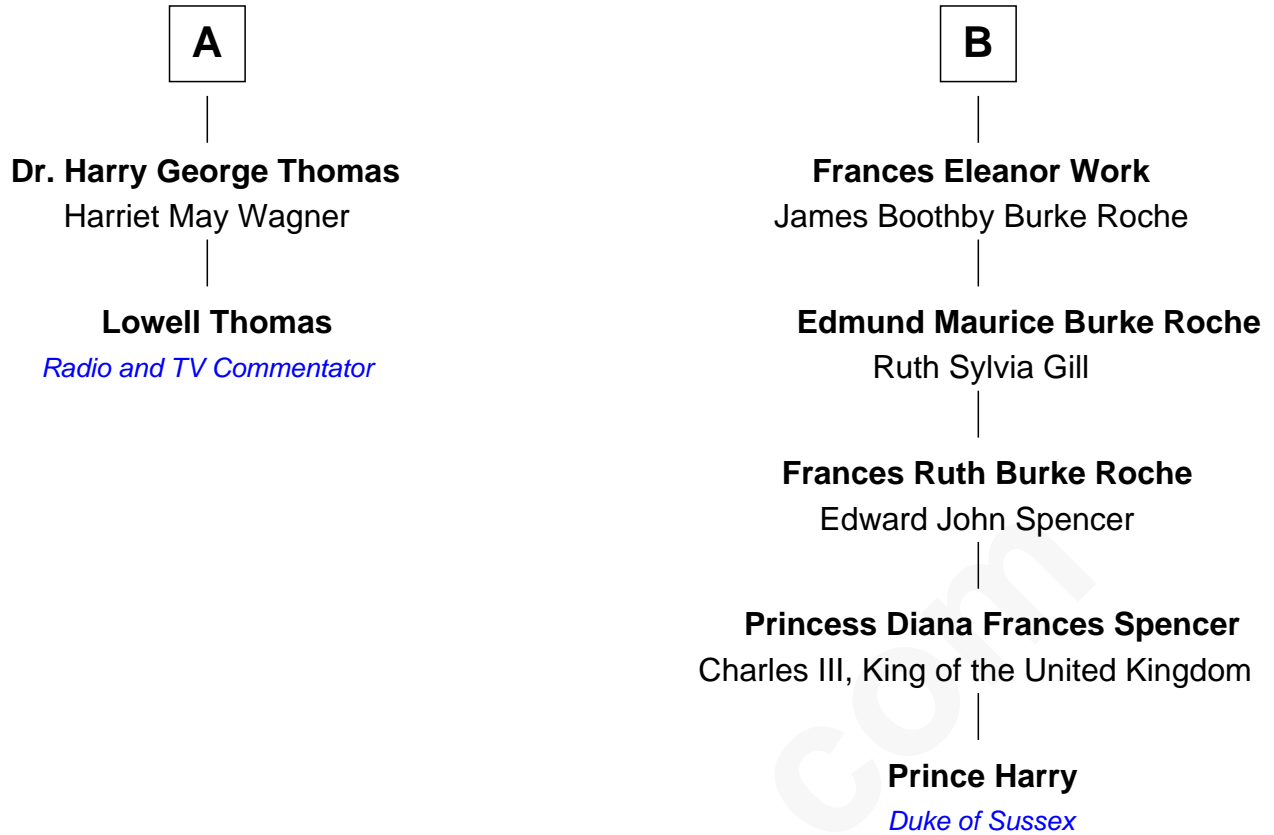 A
Dr. Harry George Thomas
Harriet May Wagner
Lowell Thomas
Radio and TV Commentator
B
Frances Eleanor Work
James Boothby Burke Roche
Edmund Maurice Burke Roche
Ruth Sylvia Gill
Frances Ruth Burke Roche
Edward John Spencer
Princess Diana Frances Spencer
Charles III, King of the United Kingdom
Prince Harry
Duke of Sussex
com